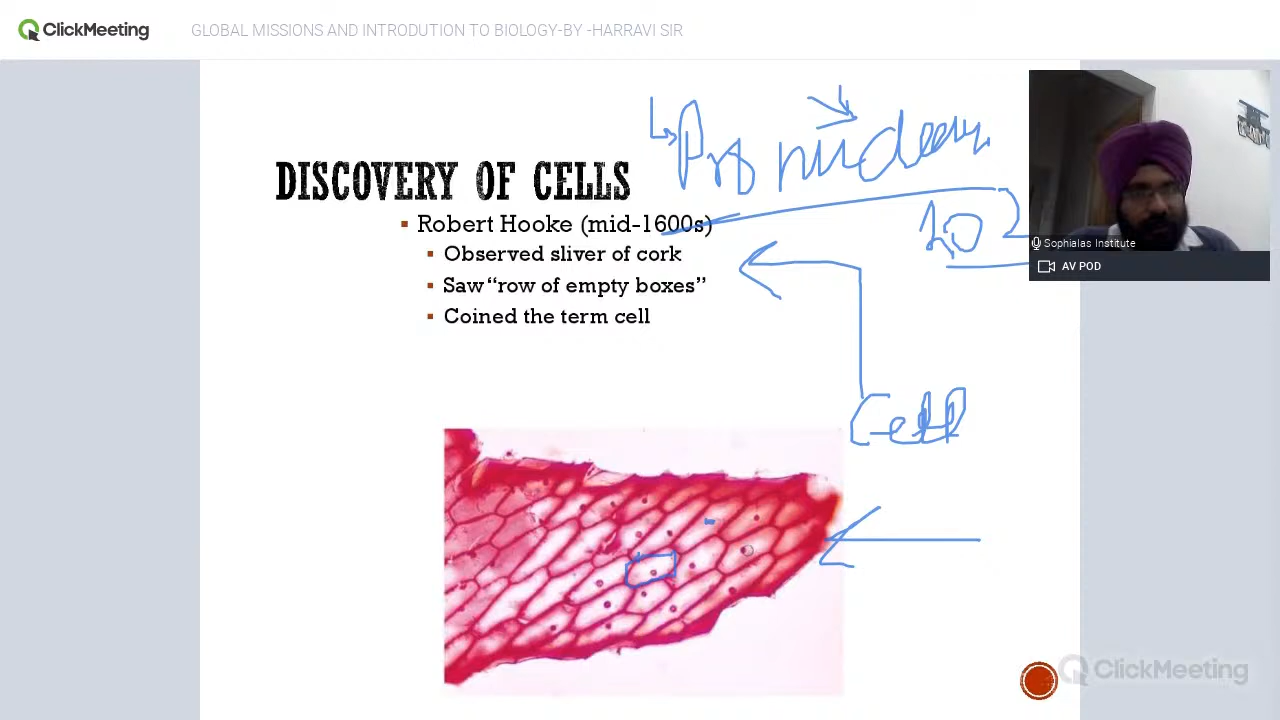 ClickMeeting
GLOBAL MISSIONS AND INTRODUTION TO BIOLOGY-BY -HARRAVI SIR
DISCOVERY OF CELLS
▪ Robert Hooke (mid-1600s)
▪ Observed sliver of cork
▪ Saw “row of empty boxes”
▪ Coined the term cell
Cell
Sophialas Institute
AV POD
ClickMeeting